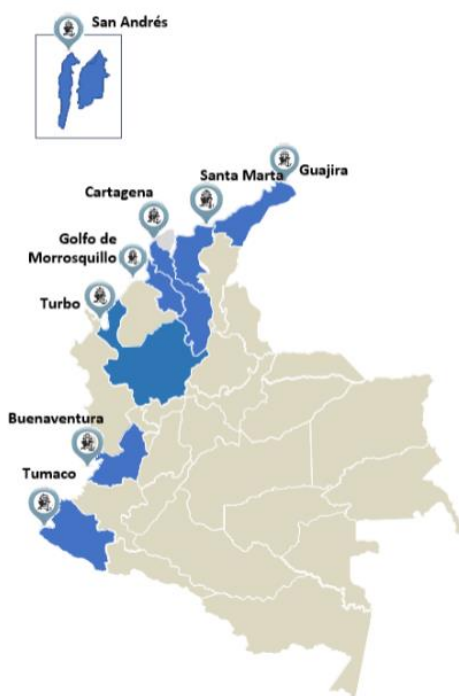 San Andrés
Santa Marta
Guajira
Cartagena
Golfo de
Morrosquillo
Turbo
Buenaventura
Tumaco